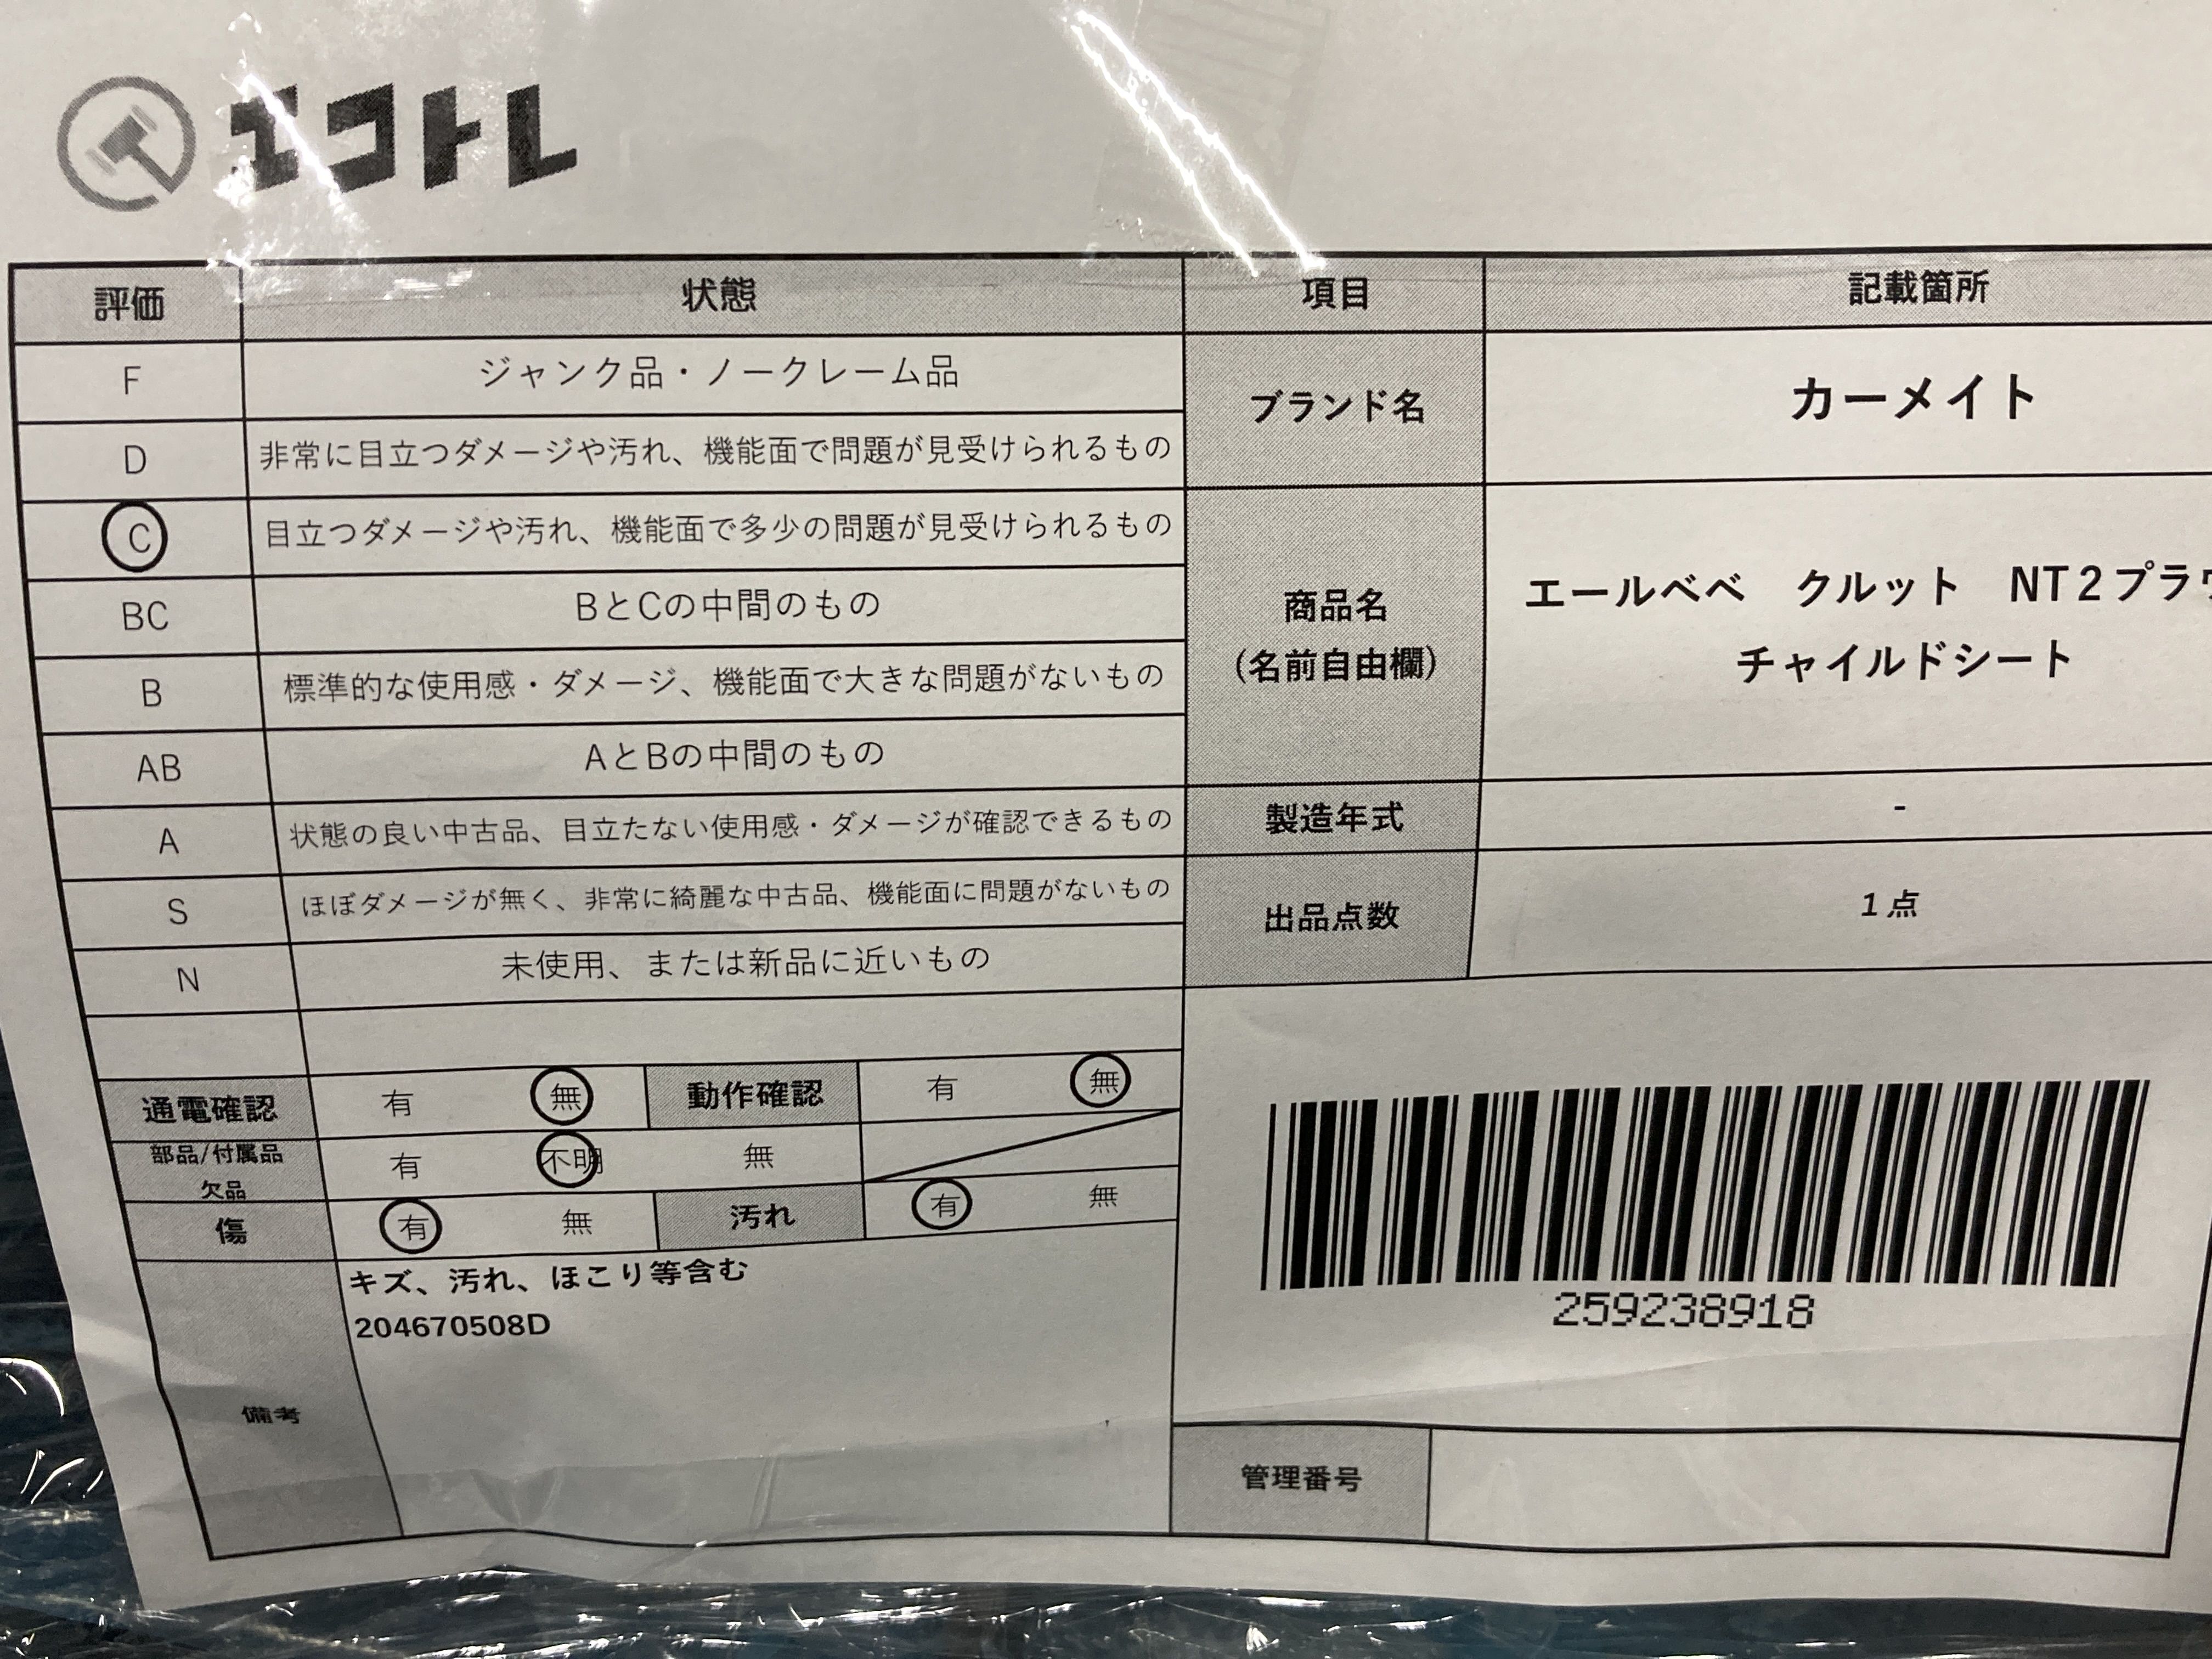 エコトレ
評価 状態 項目 記載箇所
F ジャンク品・ノークレーム品
D 非常に目立つダメージや汚れ、機能面で問題が見受けられるもの
C 目立つダメージや汚れ、機能面で多少の問題が見受けられるもの
BC BとCの中間のもの
B 標準的な使用感・ダメージ、機能面で大きな問題がないもの
AB AとBの中間のもの
A 状態の良い中古品、目立たない使用感・ダメージが確認できるもの
S ほぼダメージが無く、非常に綺麗な中古品、機能面に問題がないもの
N 未使用、または新品に近いもの
ブランド名 カーメイト
商品名
(名前自由欄)
エールベベ クルット NT2プラウ
チャイルドシート
製造年式 -
出品点数 1点
通電確認 有 無 動作確認 有 無
部品/付属品
欠品
有 不明 無
傷 有 無 汚れ 有 無
備考
キズ、汚れ、ほこり等含む
204670508D
259238918
管理番号